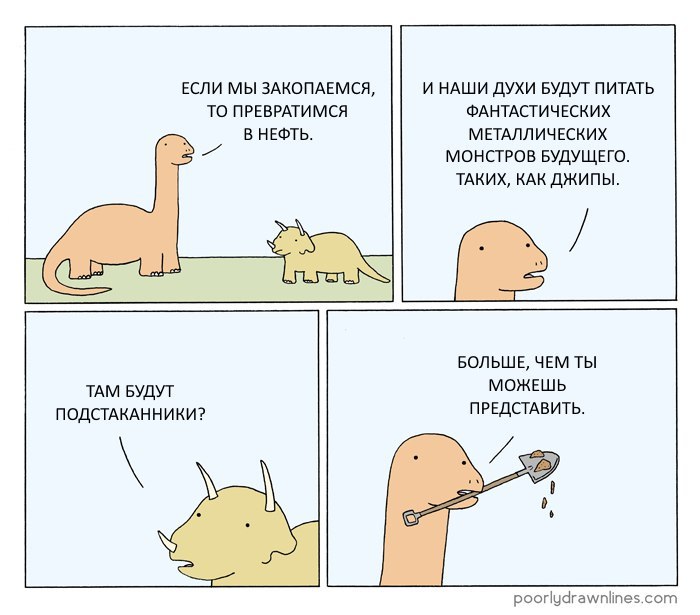 ЕСЛИ МЫ ЗАКОПАЕМСЯ,
ТО ПРЕВРАТИМСЯ
В НЕФТЬ.
И НАШИ ДУХИ БУДУТ ПИТАТЬ
ФАНТАСТИЧЕСКИХ
МЕТАЛЛИЧЕСКИХ
МОНСТРОВ БУДУЩЕГО.
ТАКИХ, КАК ДЖИПЫ.
ТАМ БУДУТ
ПОДСТАКАННИКИ?
БОЛЬШЕ, ЧЕМ ТЫ
МОЖЕШЬ
ПРЕДСТАВИТЬ.
poorlydrawnlines.com